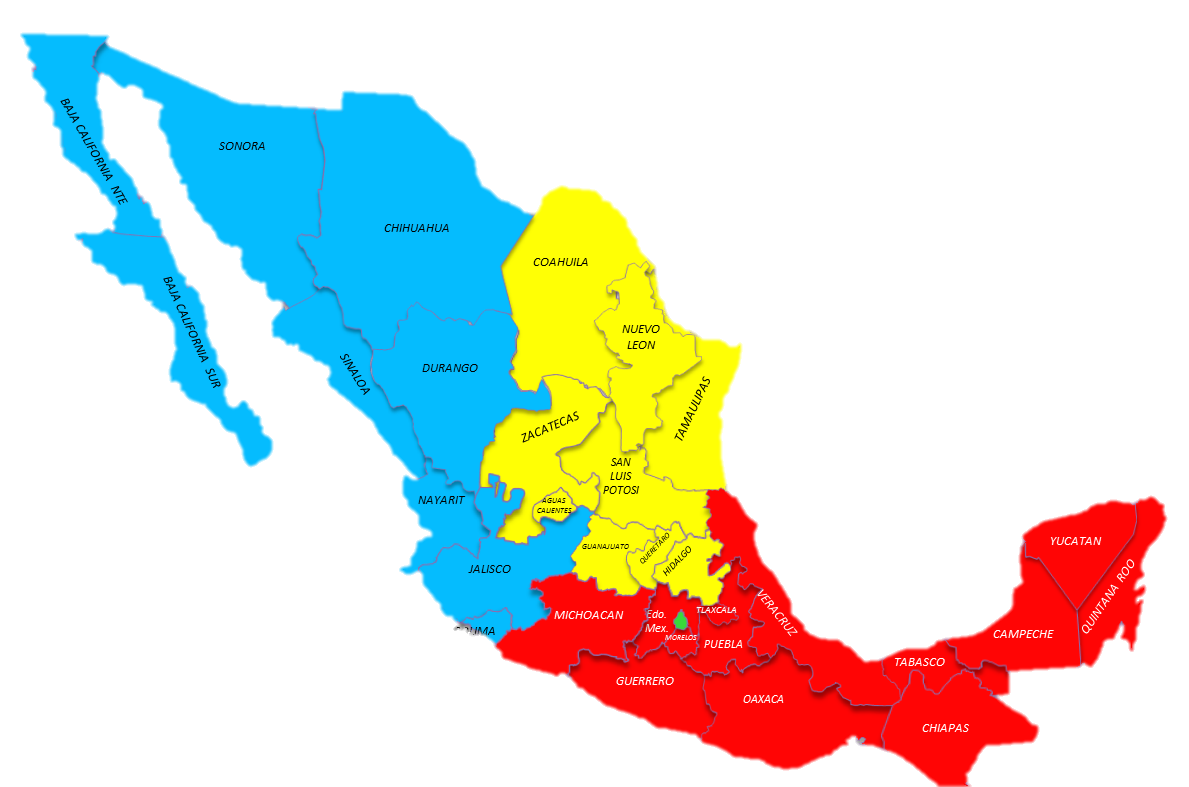 BAJA CALIFORNIA NTE
SONORA
CHIHUAHUA
COAHUILA
BAJA CALIFORNIA SUR
NUEVO
LEON
SINALOA
DURANGO
TAMAULIPAS
ZACATECAS
SAN
LUIS
POTOSI
NAYARIT
AGUAS
CALIENTES
GUANAJUATO
QUERETARO
HIDALGO
JALISCO
YUCATAN
QUINTANA ROO
MICHOACAN
Edo.
Mex.
TLAXCALA
VERACRUZ
MORELOS
PUEBLA
CAMPECHE
TABASCO
GUERRERO
OAXACA
CHIAPAS